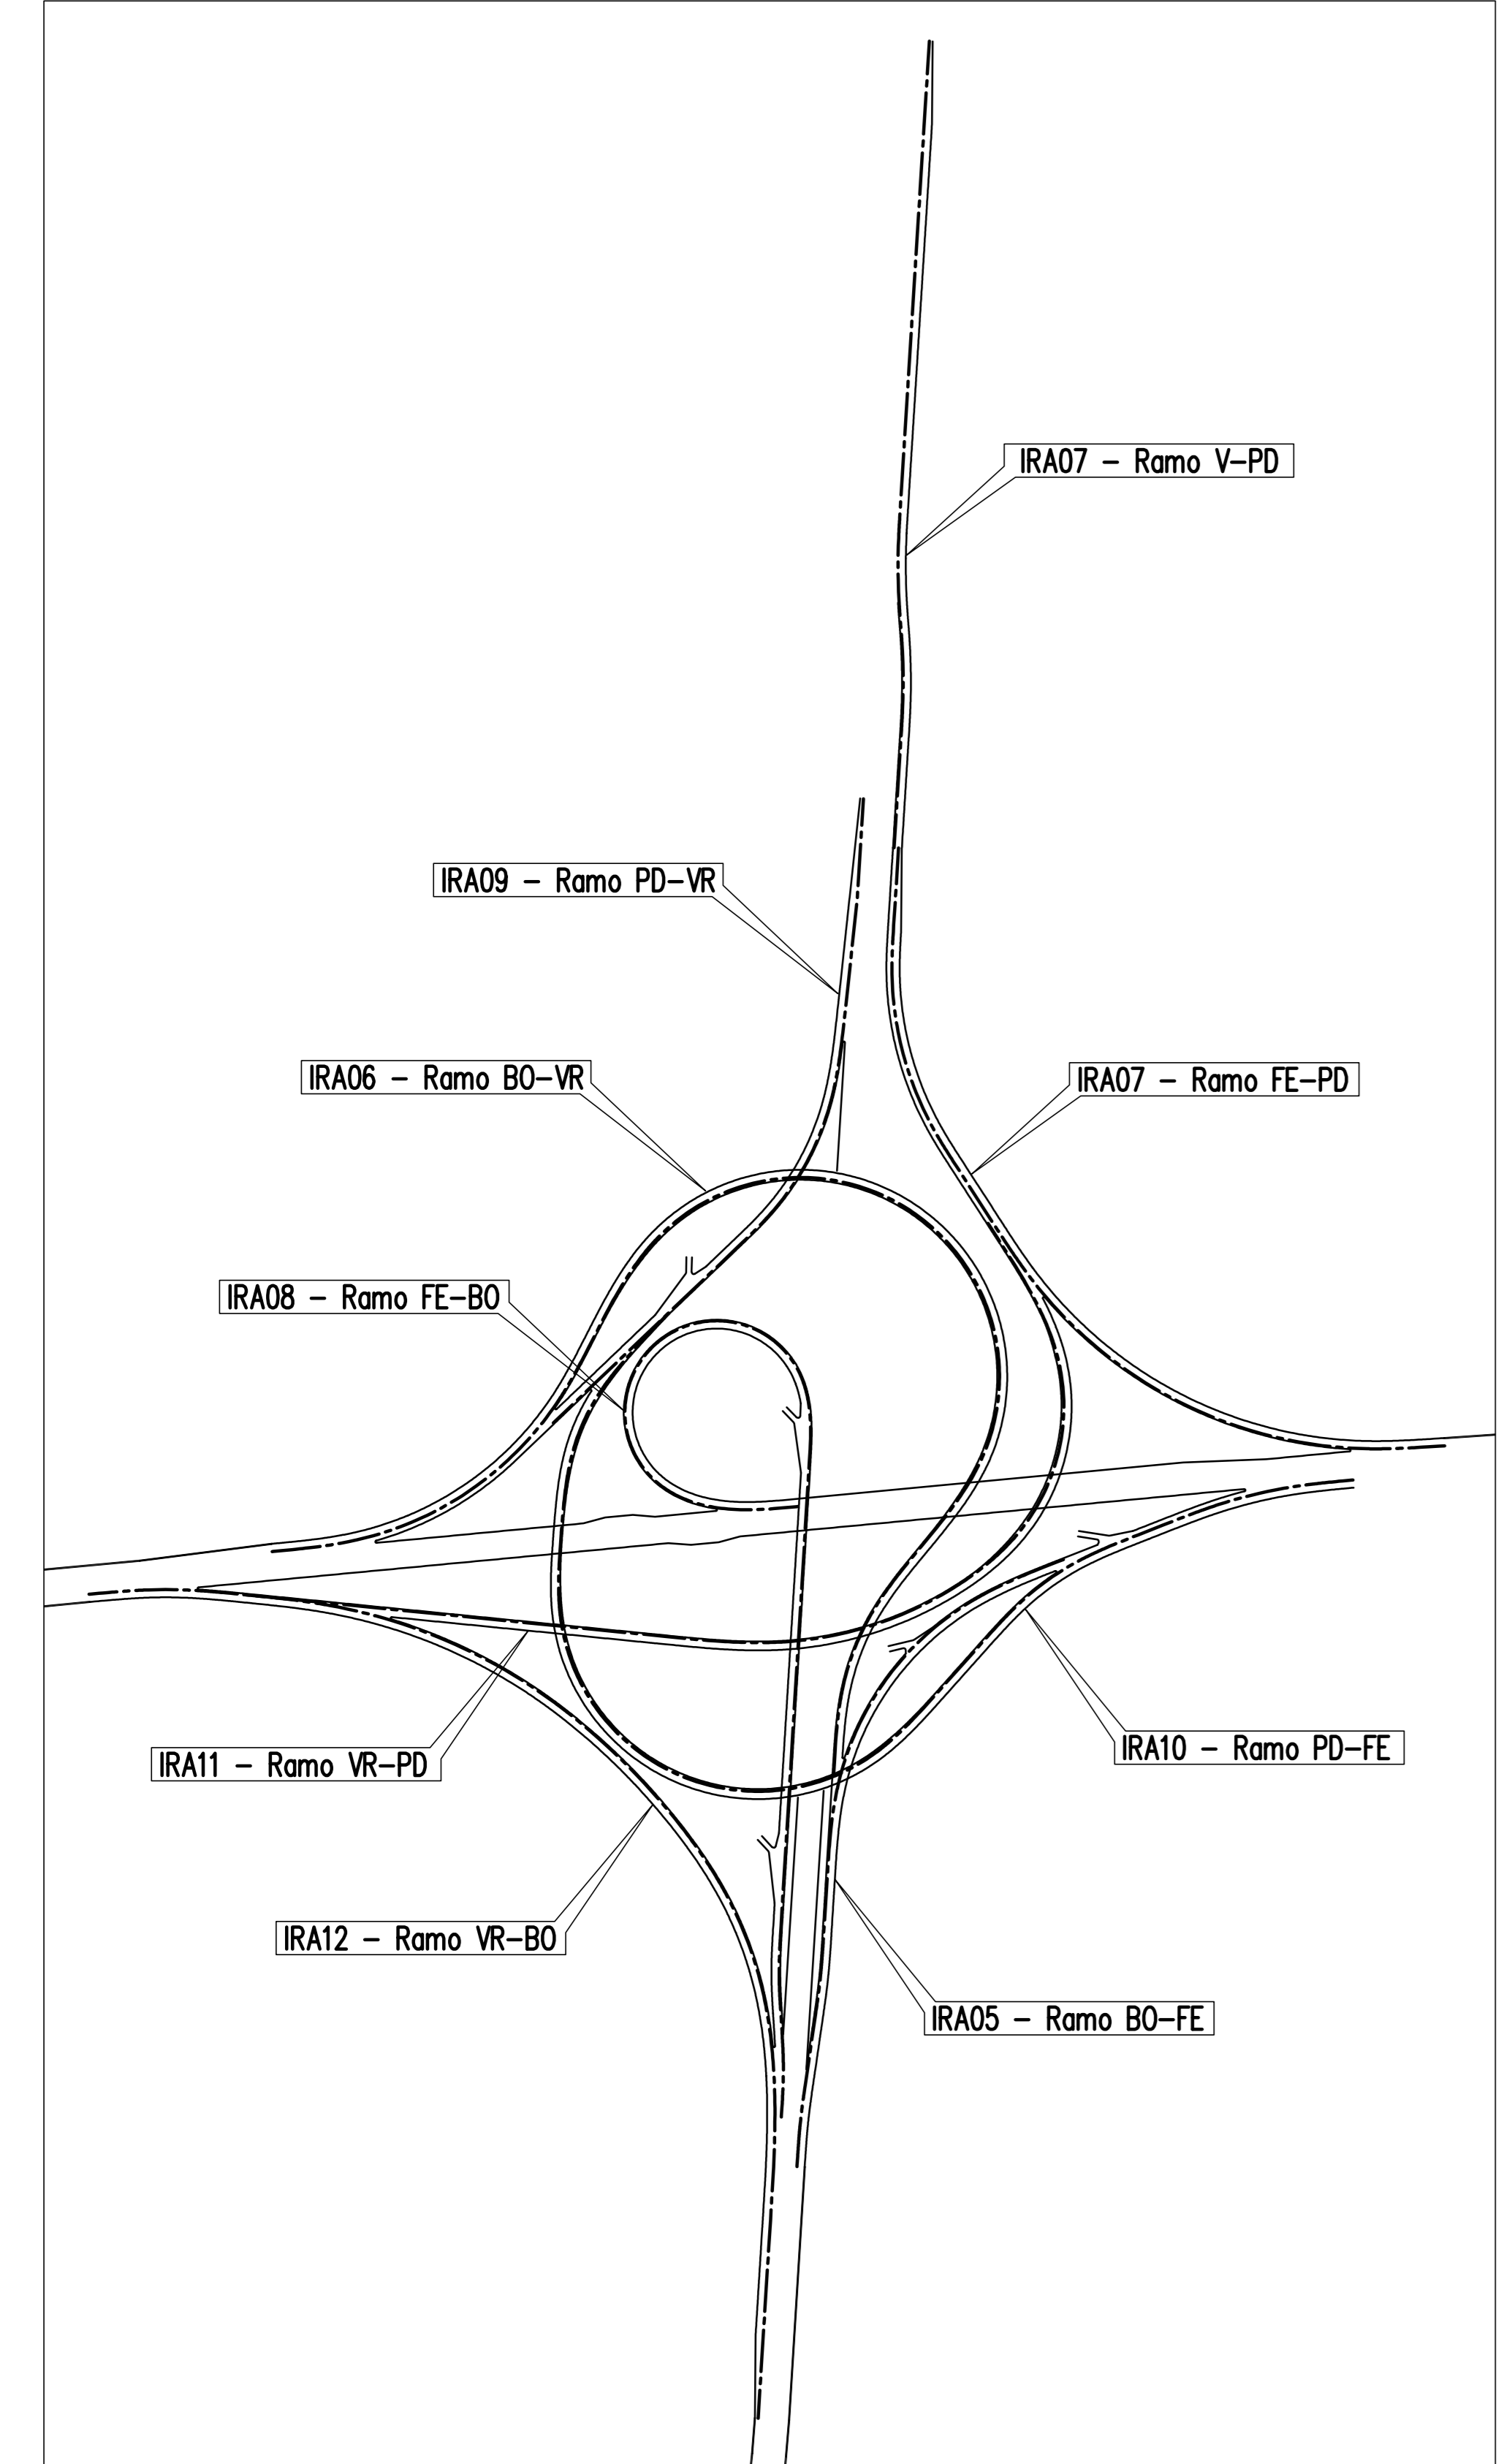 IRA07 - Ramo V-PD
IRA09 - Ramo PD-VR
IRA06 - Ramo BO-VR
IRA07 - Ramo FE-PD
IRA08 - Ramo FE-BO
IRA11 - Ramo VR-PD
IRA10 - Ramo PD-FE
IRA12 - Ramo VR-BO
IRA05 - Ramo BO-FE